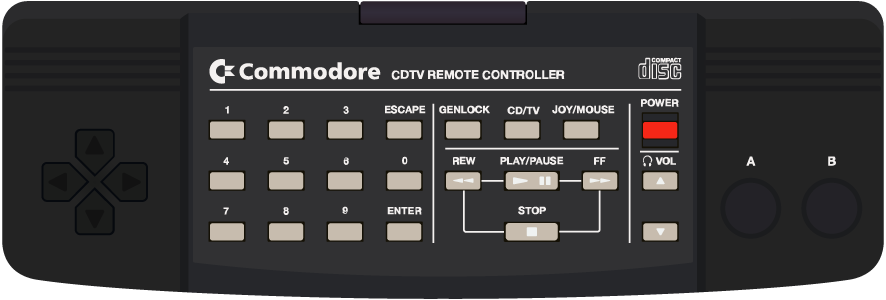 Commodore CDTV REMOTE CONTROLLER
COMPACT
disc
1 2 3 ESCAPE GENLOCK CD/TV JOY/MOUSE POWER
4 5 6 0 REW PLAY/PAUSE FF VOL A B
7 8 9 ENTER STOP